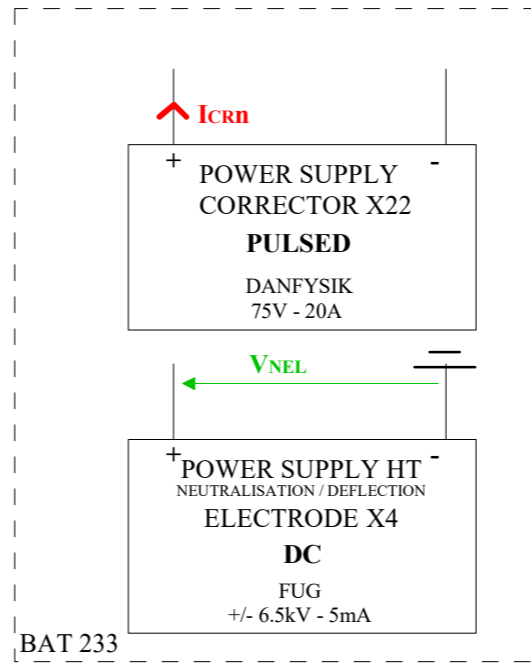 ICRn
+ -
POWER SUPPLY
CORRECTOR X22
PULSED
DANFYSIK
75V - 20A
VNEL
+ -
POWER SUPPLY HT
NEUTRALISATION / DEFLECTION
ELECTRODE X4
DC
FUG
+/- 6.5kV - 5mA
BAT 233